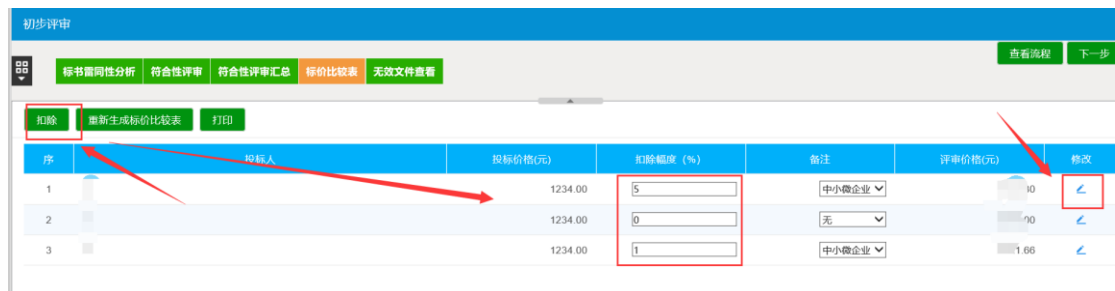 初步评审
查看流程 下一步
标书雷同性分析 符合性评审 符合性评审汇总 标价比较表 无效文件查看
扣除 重新生成标价比较表 打印
序 投标人 投标价格(元) 扣除幅度（%） 备注 评审价格(元) 修改
1 1234.00 5 中小微企业
2 1234.00 0 无 00
3 1234.00 1 中小微企业 1.66